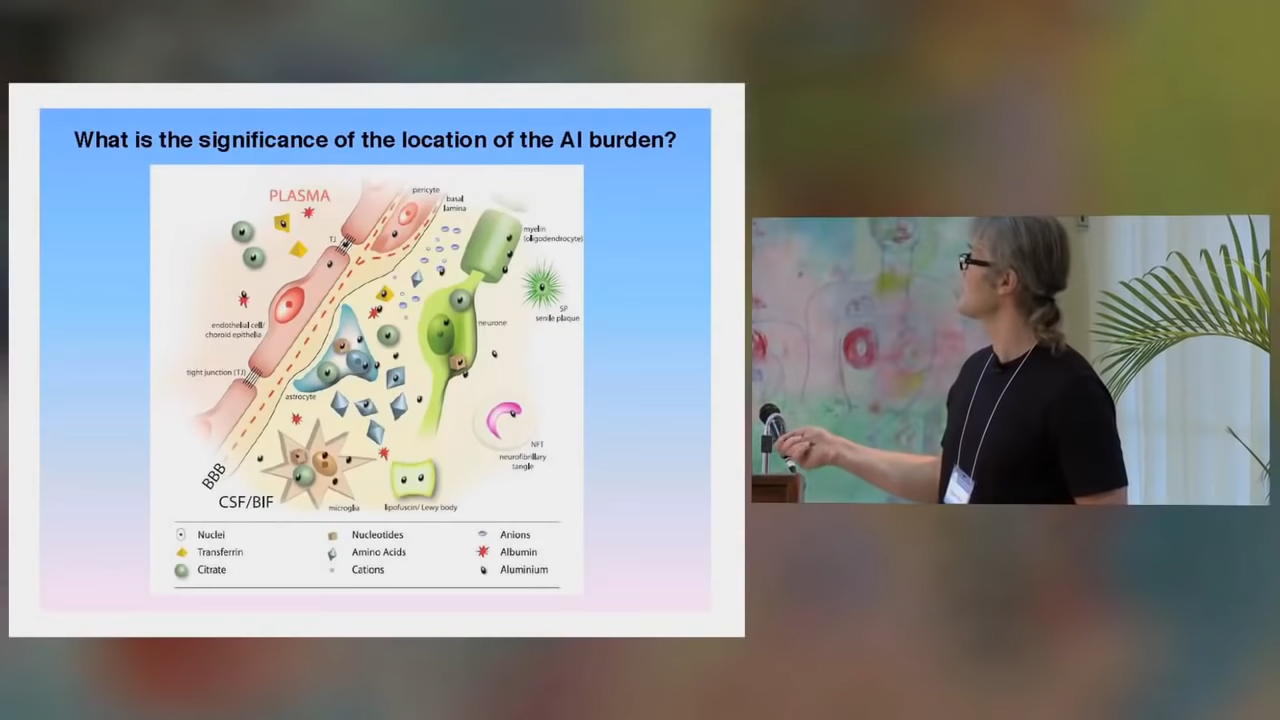 What is the significance of the location of the Al burden?
PLASMA
pericyte
basal
lamina
TJ
myelin
(oligodendrocyte)
SP
senile plaque
endothelial cell/
choroid epithelia
neurone
tight junction (TJ)
astrocyte
NFT
neurofibrillary
tangle
BBB
CSF/BIF
microglia
lipofuscin/ Lewy body
Nuclei
Nucleotides
Anions
Transferrin
Amino Acids
Albumin
Citrate
Cations
Aluminium